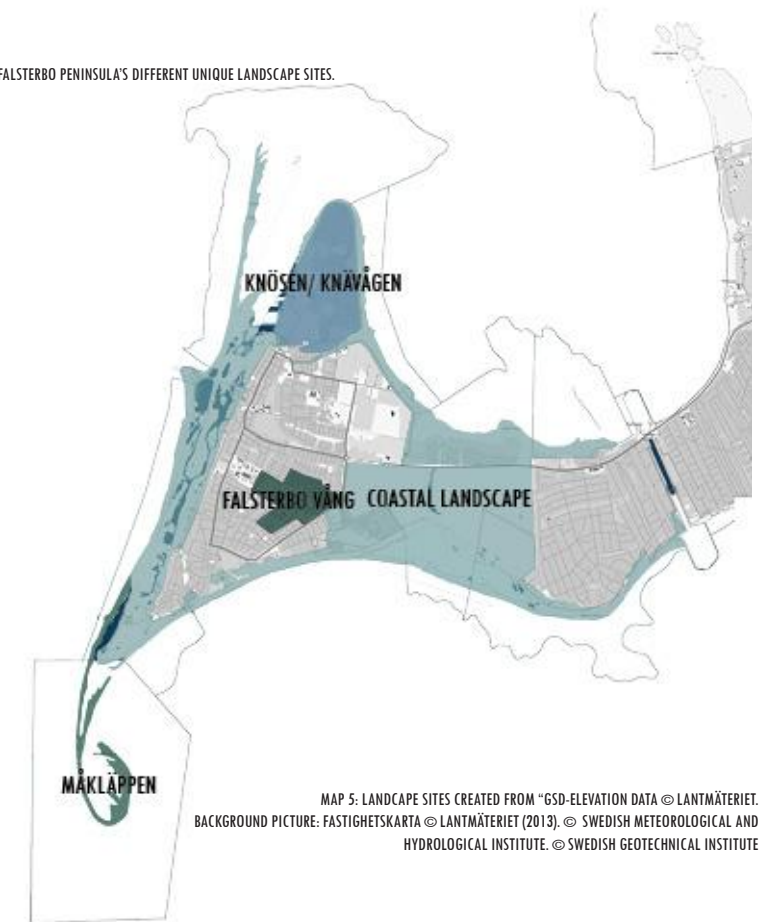 FALSTERBO PENINSULA'S DIFFERENT UNIQUE LANDSCAPE SITES.
KNÖSEN/ KNÄVÅGEN
FALSTERBO VÅNG COASTAL LANDSCAPE
MÅKLÄPPEN
MAP 5: LANDCAPE SITES CREATED FROM “GSD-ELEVATION DATA © LANTMÄTERIET.
BACKGROUND PICTURE: FASTIGHETSKARTA © LANTMÄTERIET (2013). © SWEDISH METEOROLOGICAL AND
HYDROLOGICAL INSTITUTE. © SWEDISH GEOTECHNICAL INSTITUTE